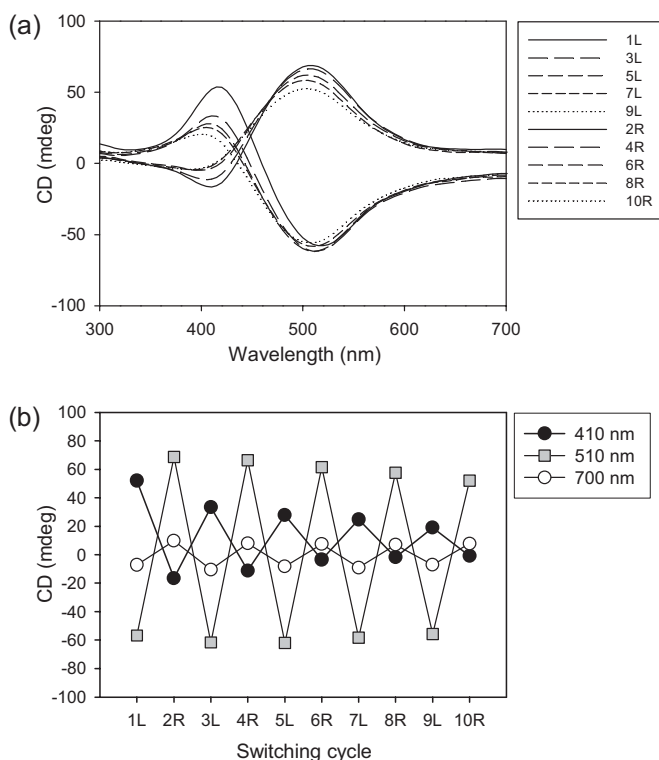 (a)
100
50
0
-50
-100
CD (mdeg)
300 400 500 600 700
Wavelength (nm)
1L
3L
5L
7L
9L
2R
4R
6R
8R
10R
(b)
100
80
60
40
20
0
-20
-40
-60
-80
-100
CD (mdeg)
1L 2R 3L 4R 5L 6R 7L 8R 9L 10R
Switching cycle
410 nm
510 nm
700 nm